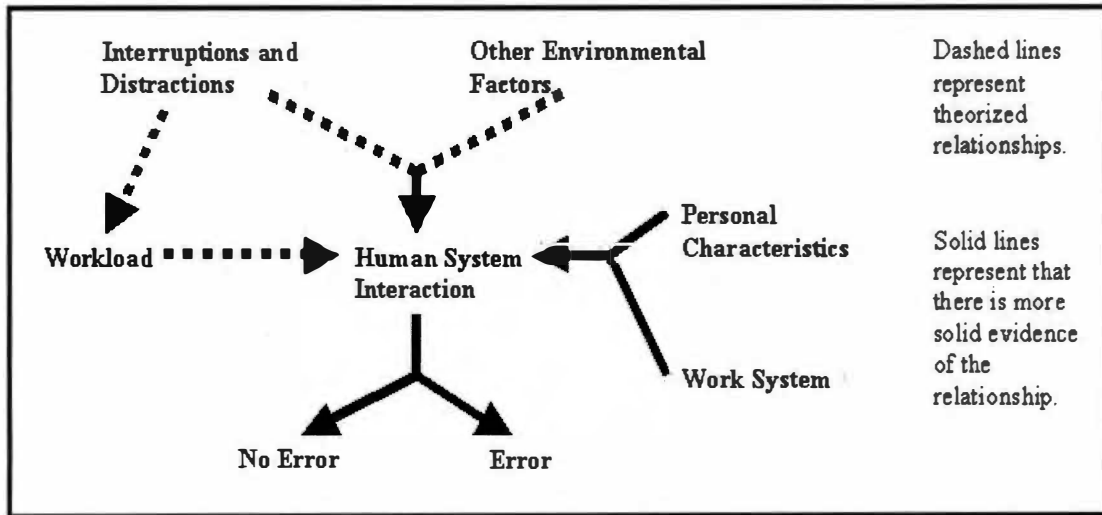 Interruptions and
Distractions
Other Environmental
Factors
Dashed lines
represent
theorized
relationships.
Workload
Human System
Interaction
Personal
Characteristics
Work System
Solid lines
represent that
there is more
solid evidence
of the
relationship.
No Error
Error